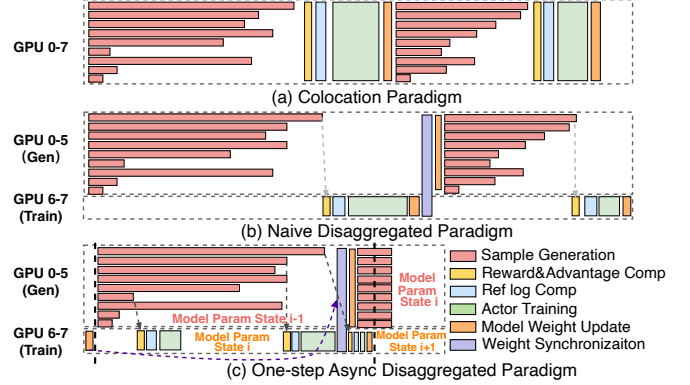 GPU 0-7
(a) Colocation Paradigm
GPU 0-5
(Gen)
GPU 6-7
(Train)
(b) Naive Disaggregated Paradigm
GPU 0-5
(Gen)
Model
Param
State i
Model Param State i-1
GPU 6-7
(Train)
Model Param
State i
Model Param
State i+1
(c) One-step Async Disaggregated Paradigm
Sample Generation
Reward&Advantage Comp
Ref log Comp
Actor Training
Model Weight Update
Weight Synchronizaiton